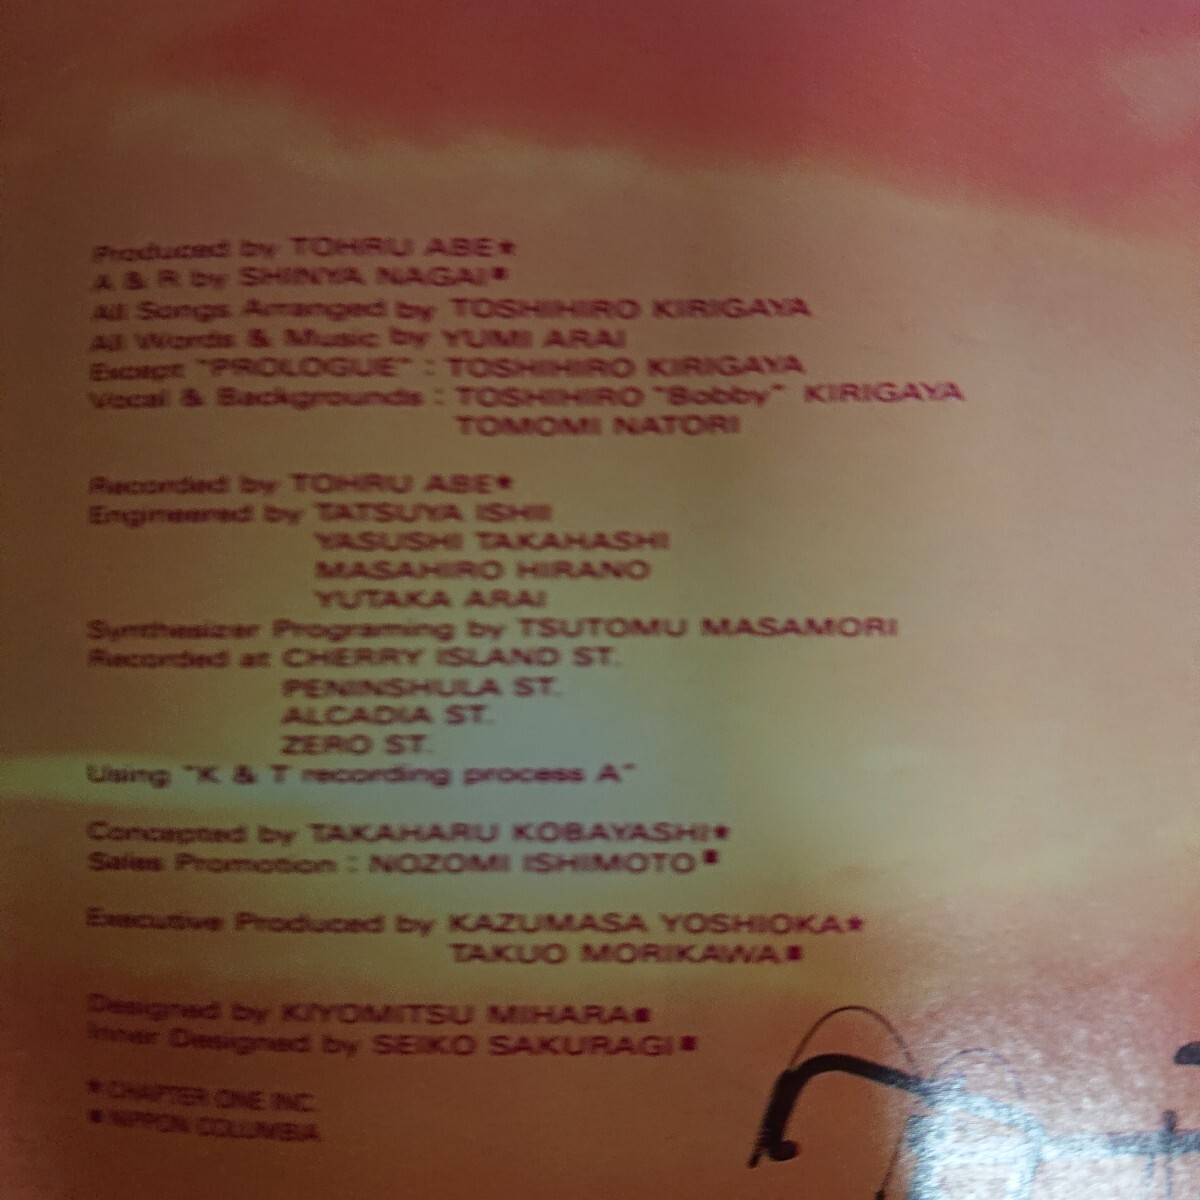 Produced by TOHRU ABE★
A & R by SHINYA NAGAI■
All Songs Arranged by TOSHIHIRO KIRIGAYA
All Words & Music by YUMI ARAI
Except "PROLOGUE" : TOSHIHIRO KIRIGAYA
Vocal & Backgrounds : TOSHIHIRO "Bobby" KIRIGAYA
TOMOMI NATORI
Recorded by TOHRU ABE★
Engineered by TATSUYA ISHII
YASUSHI TAKAHASHI
MASAHIRO HIRANO
YUTAKA ARAI
Synthesizer Programing by TSUTOMU MASAMORI
Recorded at CHERRY ISLAND ST.
PENINSHULA ST.
ALCADIA ST.
ZERO ST.
Using "K & T recording process A"
Concepted by TAKAHARU KOBAYASHI★
Sales Promotion : NOZOMI ISHIMOTO■
Executive Produced by KAZUMASA YOSHIOKA★
TAKUO MORIKAWA■
Designed by KIYOMITSU MIHARA■
Inner Designed by SEIKO SAKURAGI■
★CHAPTER ONE INC
■NIPPON COLUMBIA